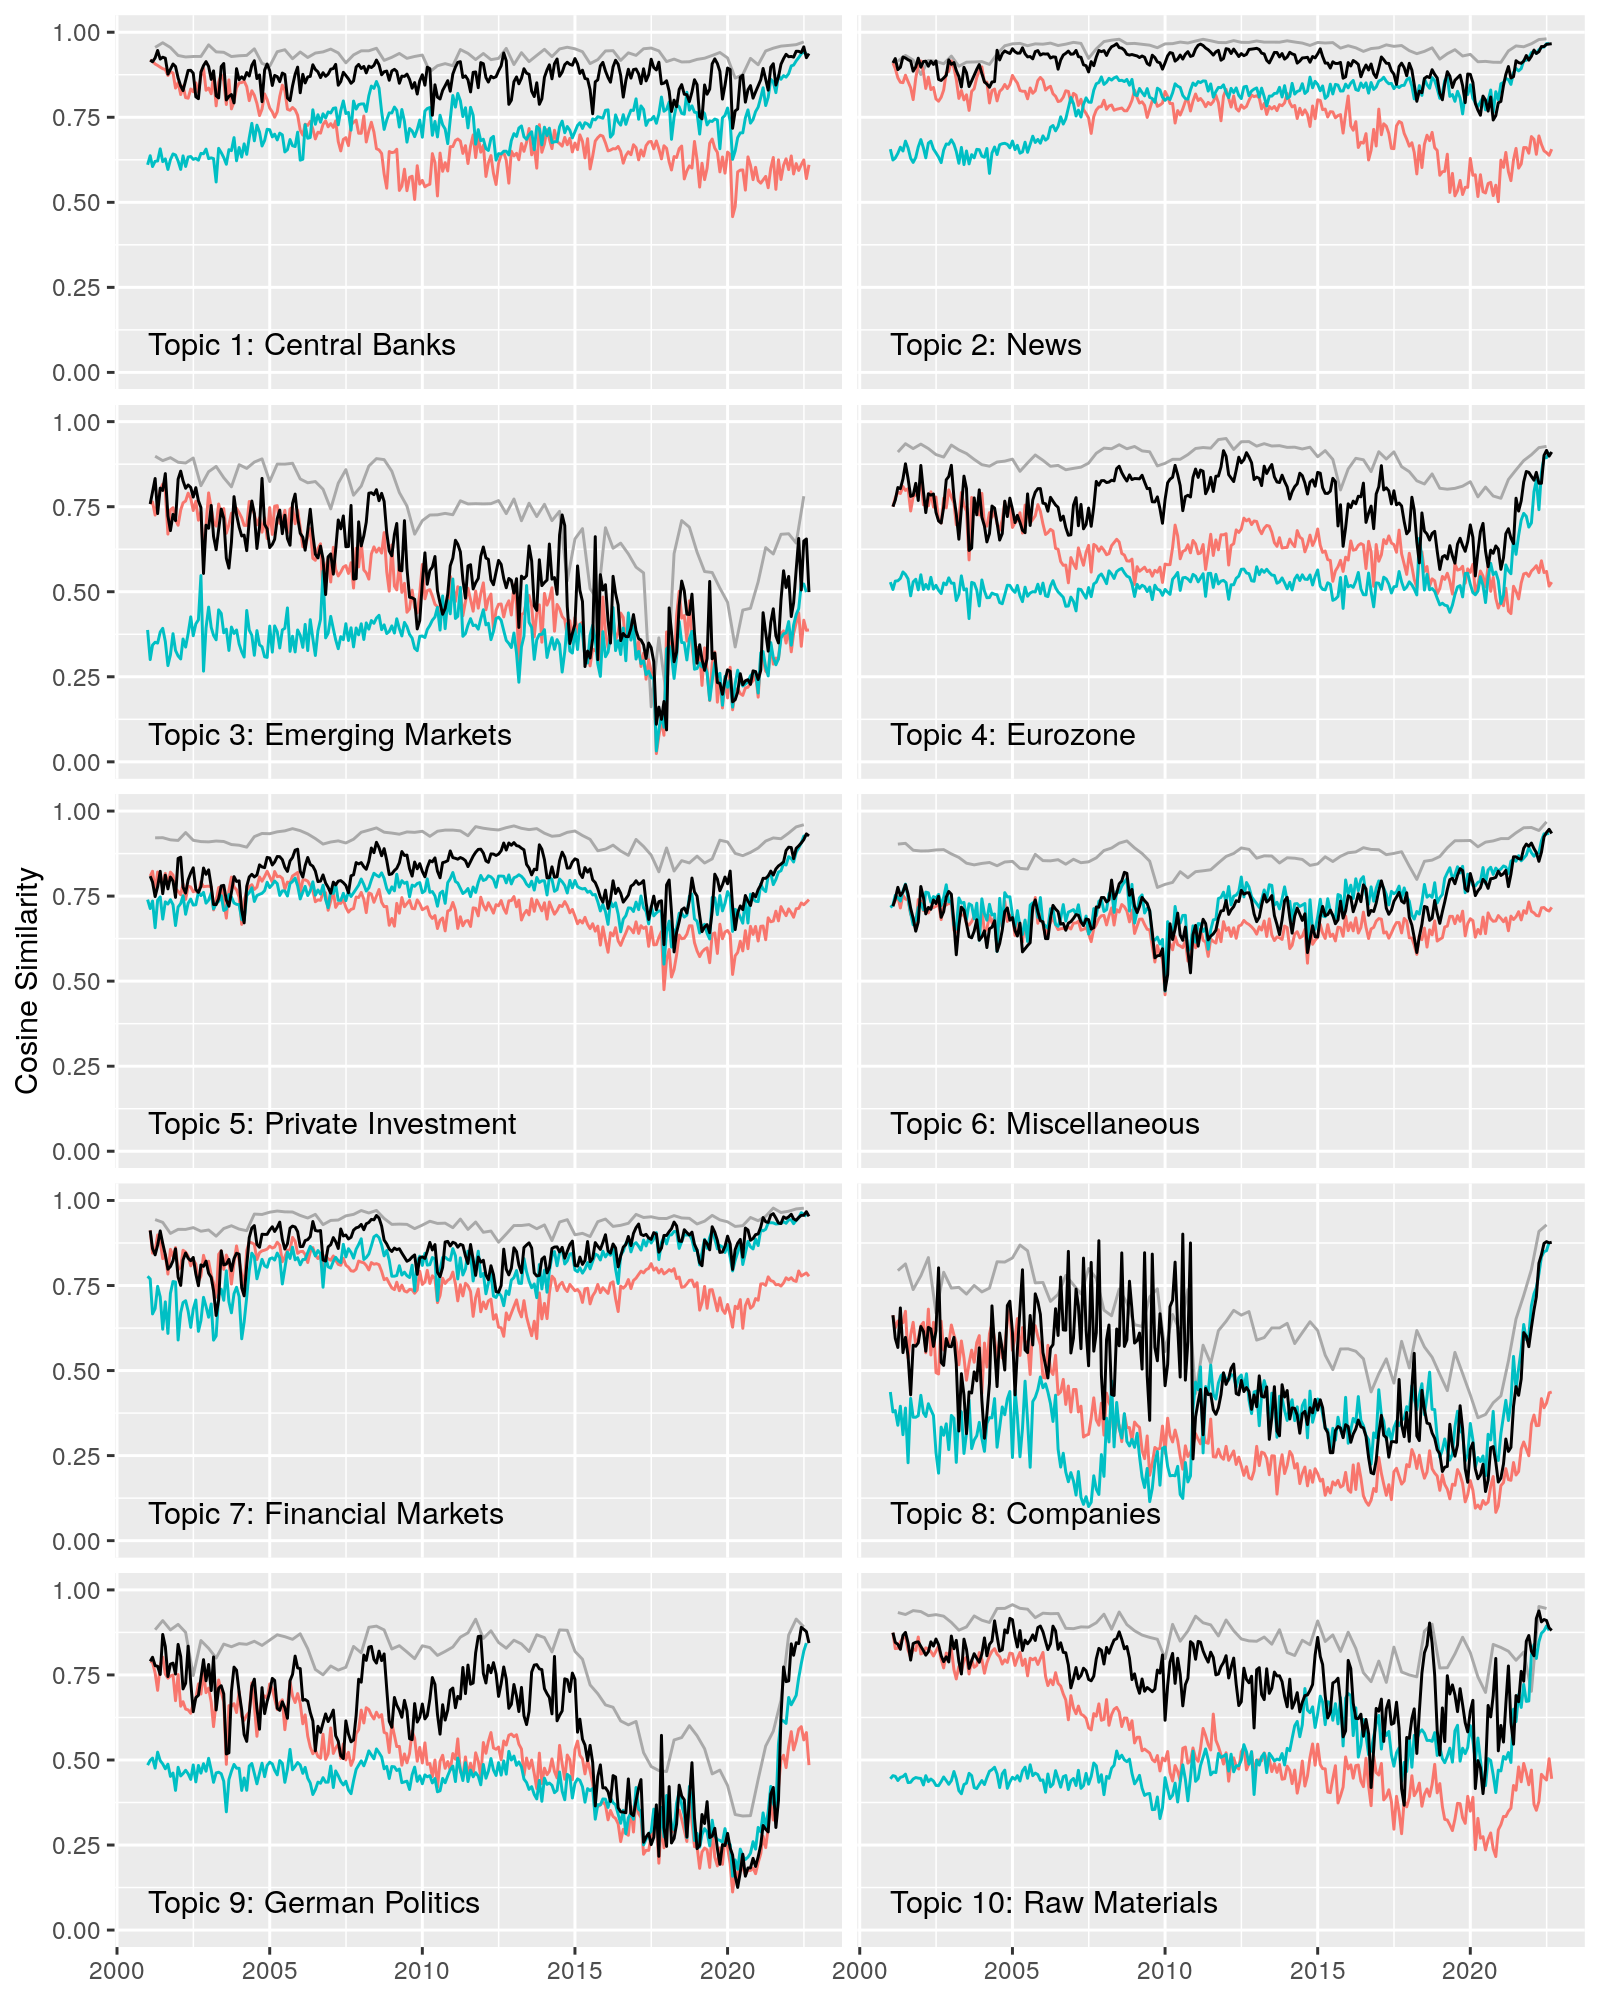 1.00
0.75
0.50
0.25
0.00
Topic 1: Central Banks
Topic 2: News
1.00
0.75
0.50
0.25
0.00
Topic 3: Emerging Markets
Topic 4: Eurozone
Cosine Similarity
1.00
0.75
0.50
0.25
0.00
Topic 5: Private Investment
Topic 6: Miscellaneous
1.00
0.75
0.50
0.25
0.00
Topic 7: Financial Markets
Topic 8: Companies
1.00
0.75
0.50
0.25
0.00
Topic 9: German Politics
Topic 10: Raw Materials
2000 2005 2010 2015 2020 2000 2005 2010 2015 2020